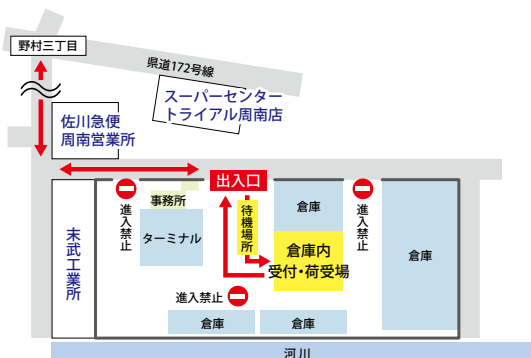 野村三丁目
県道172号線
スーパーセンター
トライアル周南店
佐川急便
周南営業所
出入口
進入禁止
事務所
ターミナル
待機場所
倉庫
進入禁止
倉庫
倉庫内
受付・荷受場
末武工業所
進入禁止
倉庫
倉庫
河川